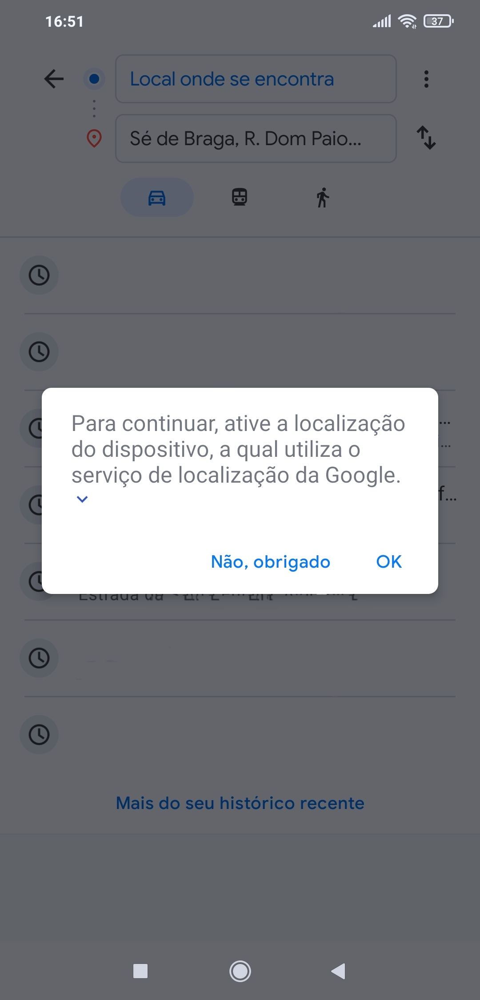 16:51
37
Local onde se encontra
Sé de Braga, R. Dom Paio...
...
...
f...
Para continuar, ative a localização
do dispositivo, a qual utiliza o
serviço de localização da Google.
Não, obrigado
OK
Estrada da
Mais do seu histórico recente